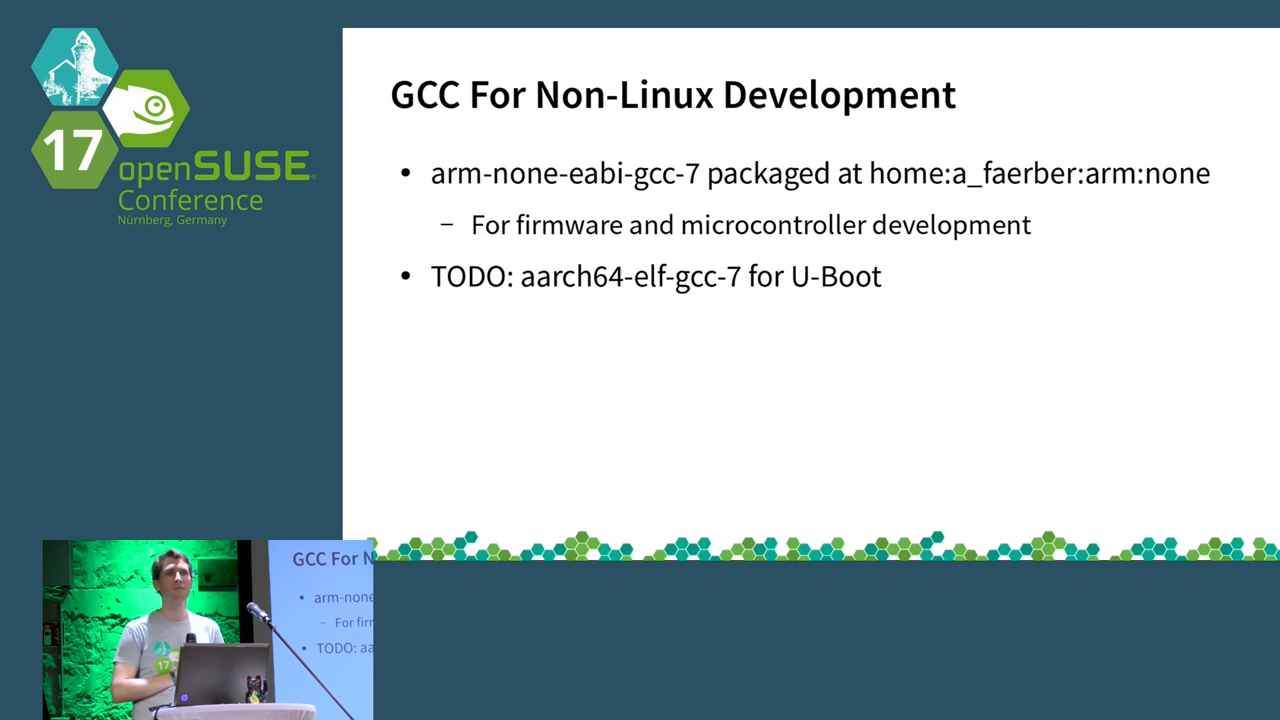 17
openSUSE
Conference
Nürnberg, Germany
GCC For Non-Linux Development
• arm-none-eabi-gcc-7 packaged at home:a_faerber:arm:none
– For firmware and microcontroller development
• TODO: aarch64-elf-gcc-7 for U-Boot
GCC For N
• arm-none
– For firm
• TODO: aa
17
hp